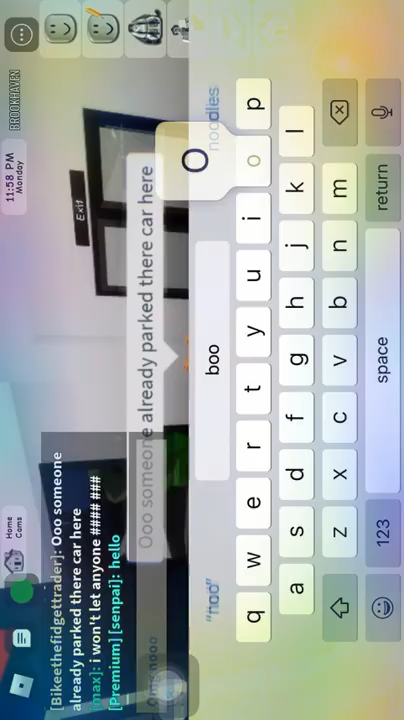 BROOKHAVEN
11:58 PM
Monday
Exit
Home
Cams
[Bikeethefidgettrader]: Ooo someone
already parked there car here
[max]: i won't let anyone #### ###
[Premium] [senpai]: hello
Ooo someone already parked there car here
"noo"
boo
noodles
O
q w e r t y u i o p
a s d f g h j k l
z x c v b n m
123
space
return